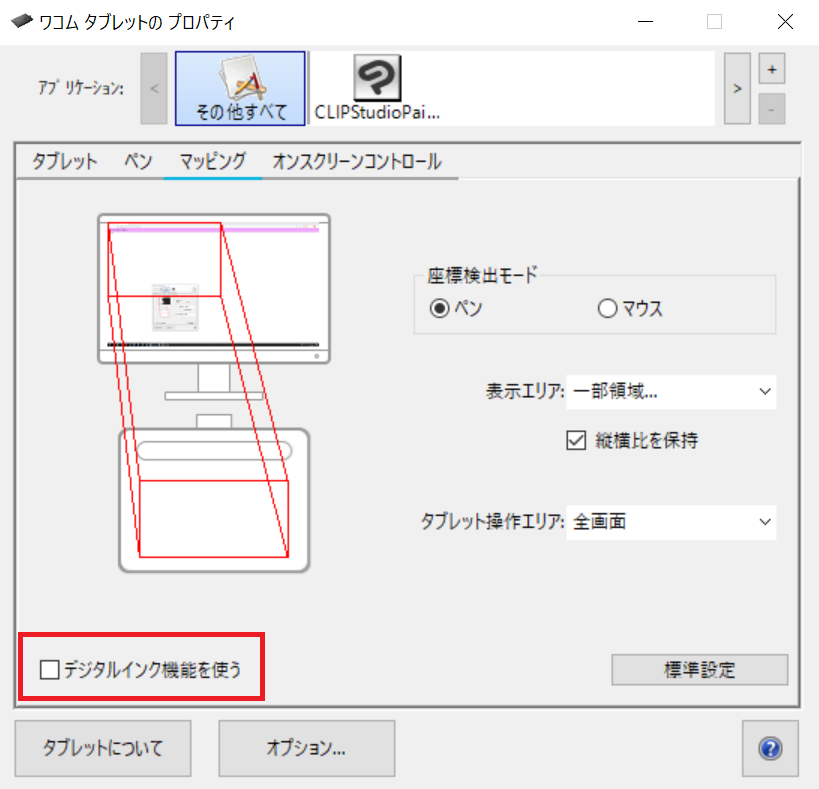 ワコム タブレットの プロパティ
アプリケーション:
<
その他すべて
CLIPStudioPai...
>
+
-
タブレット ペン マッピング オンスクリーンコントロール
座標検出モード
ペン マウス
表示エリア: 一部領域...
縦横比を保持
タブレット操作エリア: 全画面
デジタルインク機能を使う
標準設定
タブレットについて オプション... ?